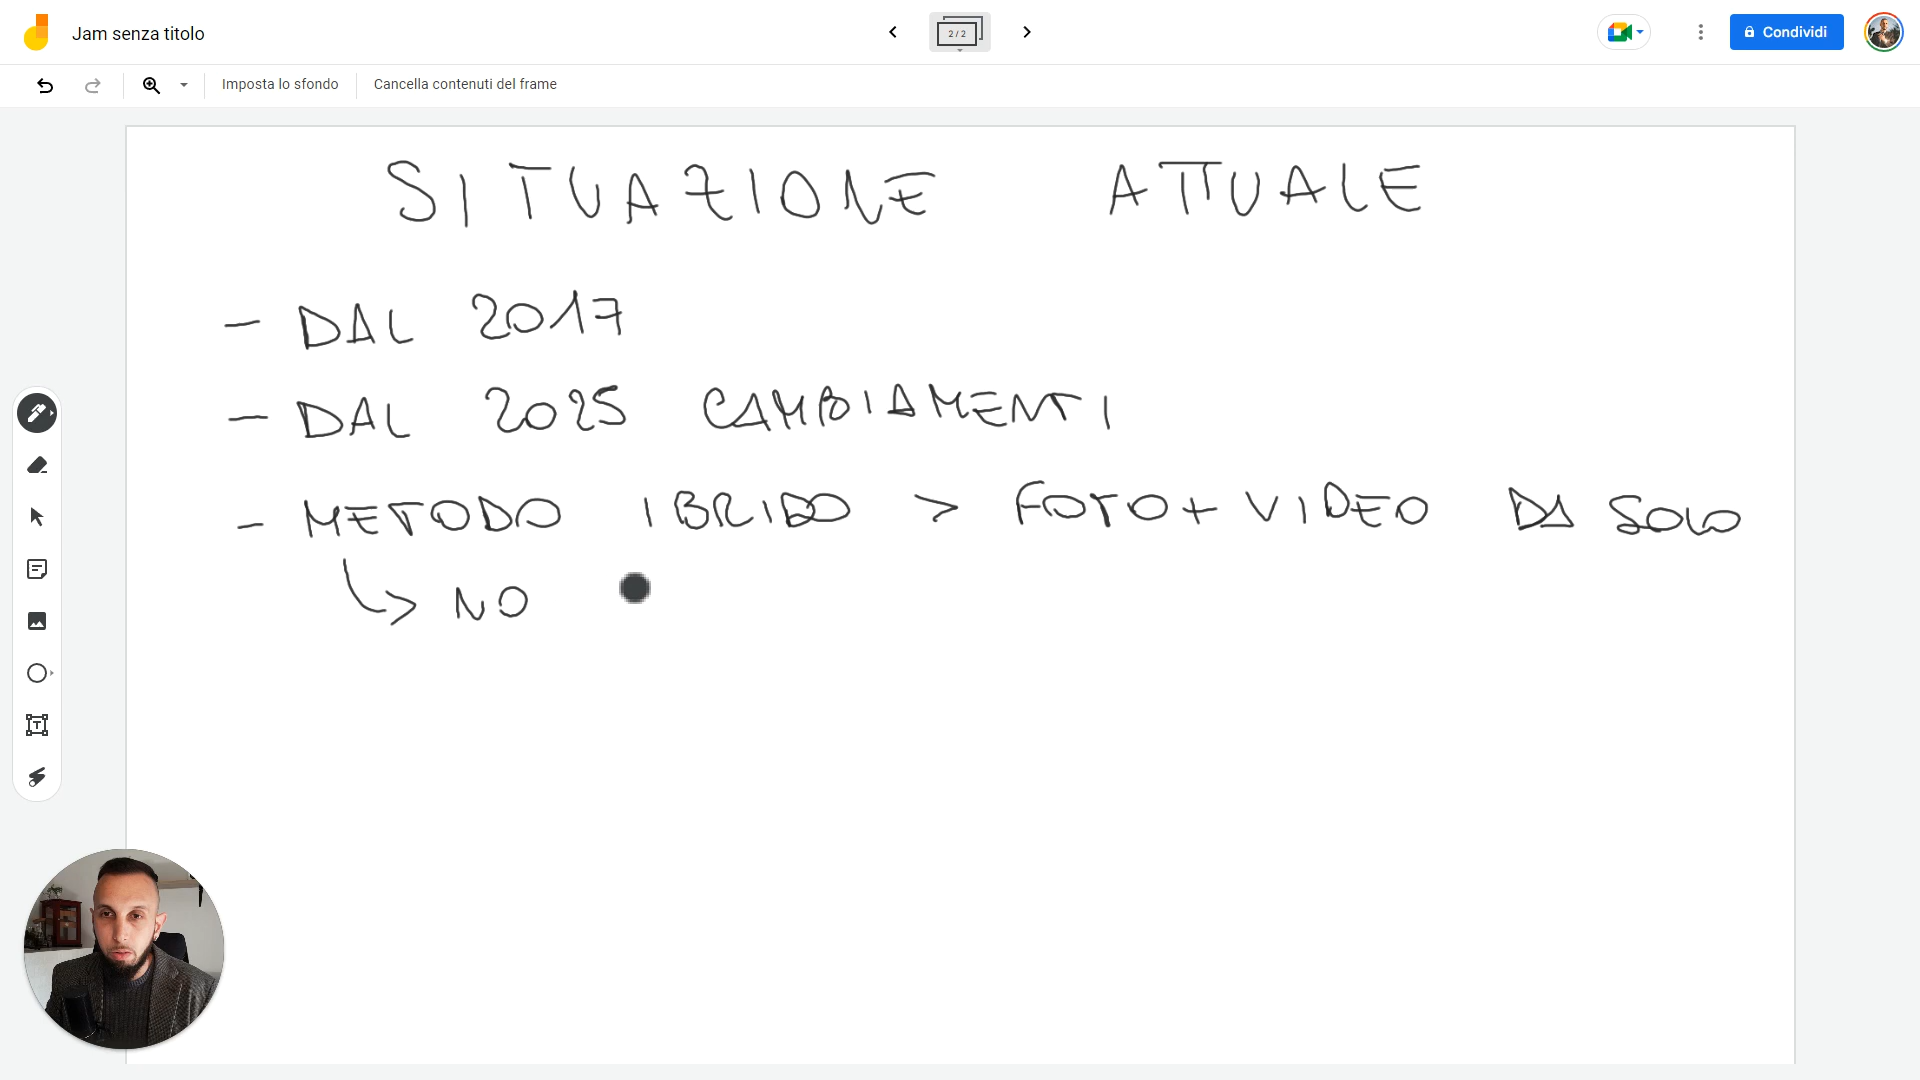 Jam senza titolo
2 / 2
Condividi
Imposta lo sfondo
Cancella contenuti del frame
SITUAZIONE ATTUALE
- DAL 2017
- DAL 2025 CAMBIAMENTI
- METODO IBRIDO > FOTO + VIDEO DA SOLO
↳ NO